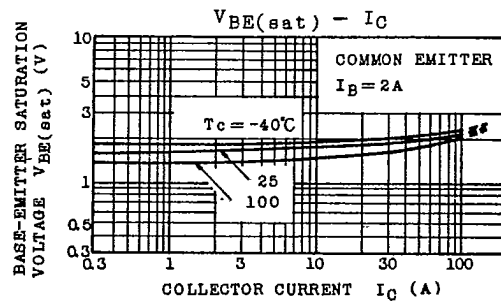 VBE(sat) – IC
BASE-EMITTER SATURATION
VOLTAGE VBE(sat) (V)
10
5
3
1
0.5
0.3
COMMON EMITTER
IB=2A
Tc=-40℃
25
100
0.3 1 3 5 10 30 100
COLLECTOR CURRENT IC (A)